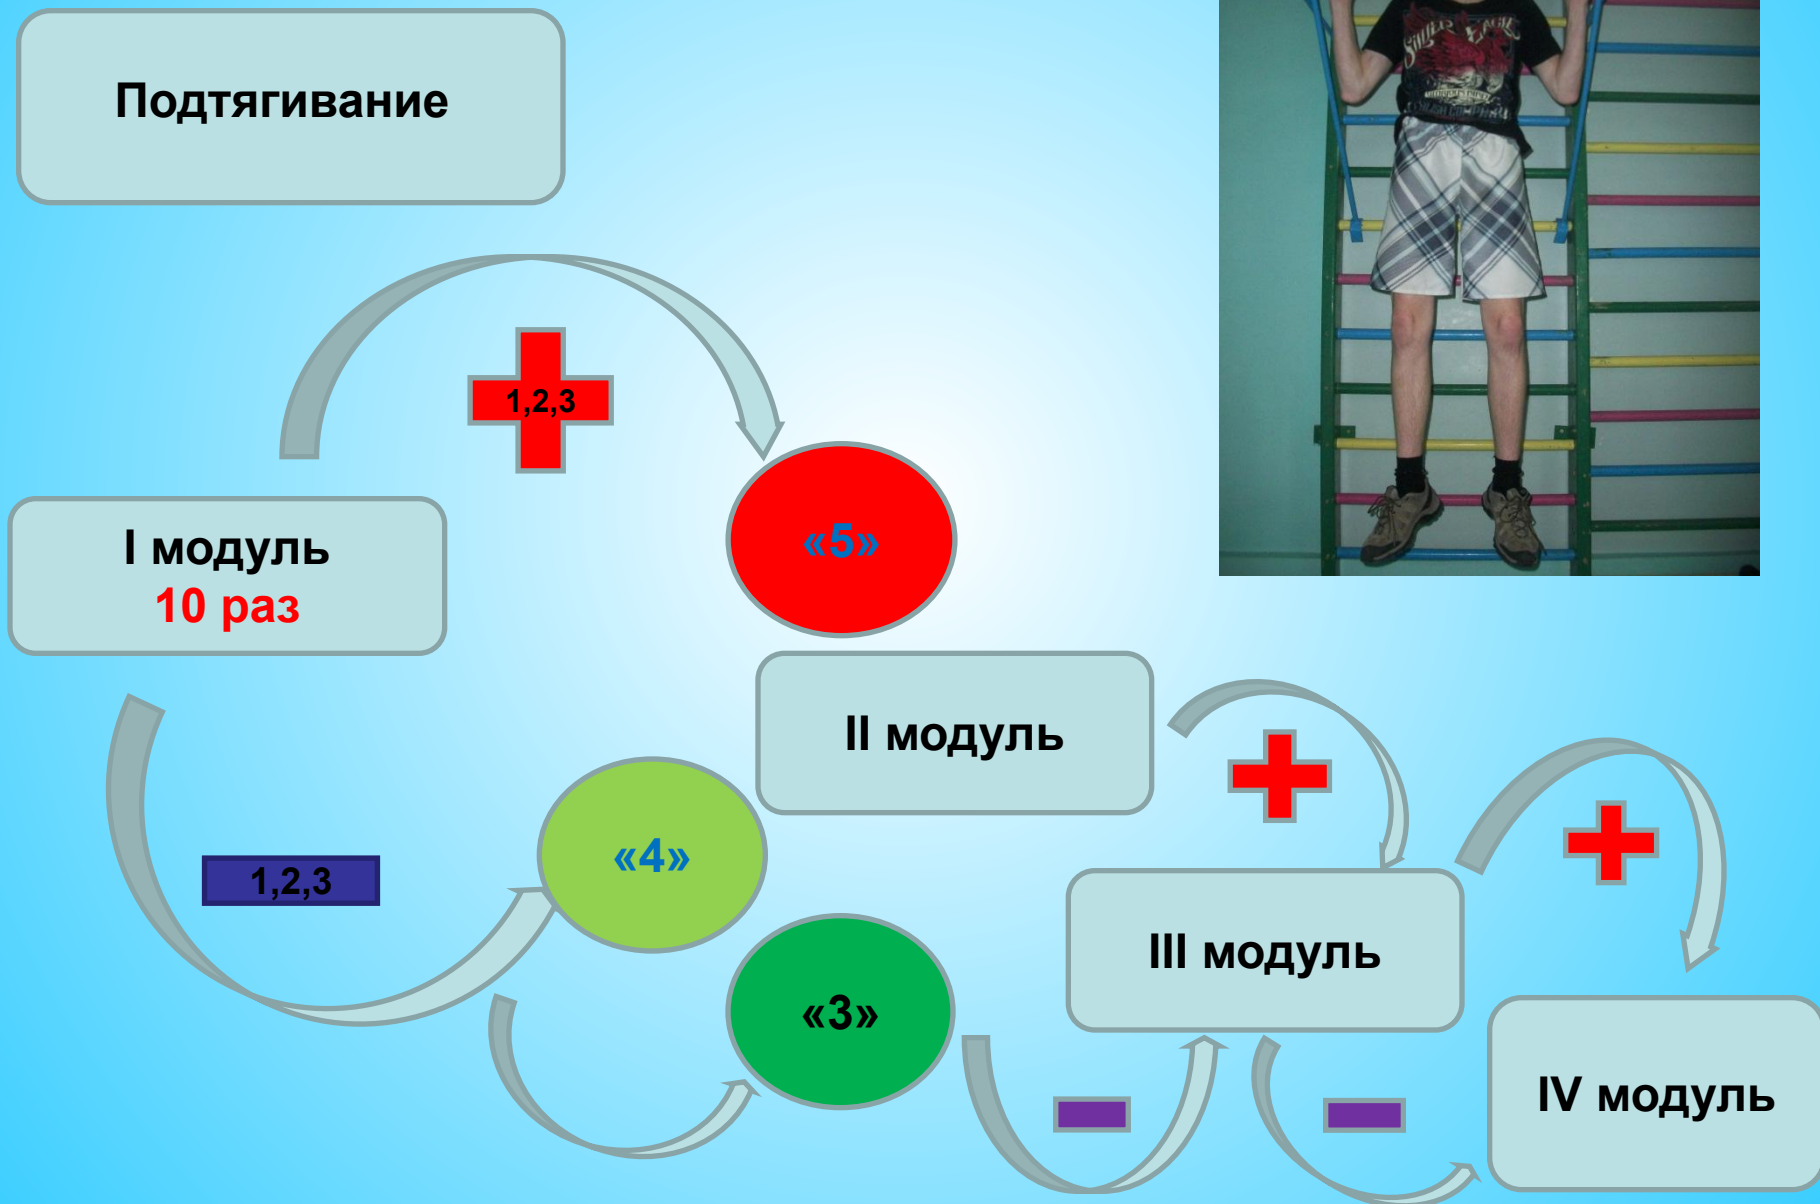 Подтягивание
1,2,3
«5»
I модуль
10 раз
II модуль
«4»
1,2,3
«3»
III модуль
IV модуль